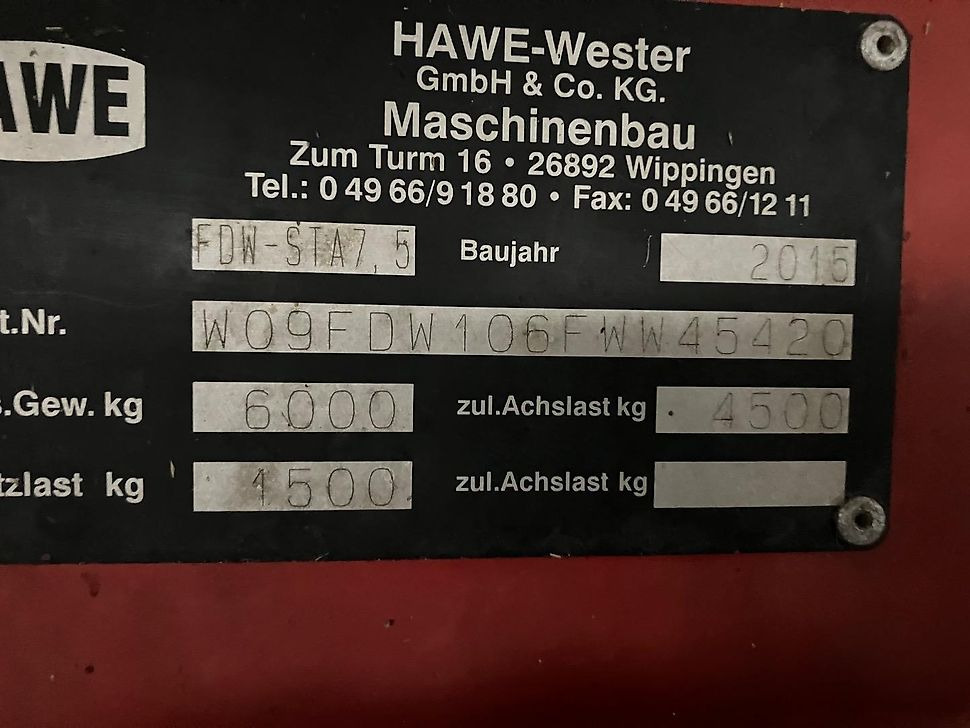 AWE
HAWE-Wester
GmbH & Co. KG.
Maschinenbau
Zum Turm 16 • 26892 Wippingen
Tel.: 0 49 66/9 18 80 • Fax: 0 49 66/12 11
FDW-STA7,5 Baujahr 2015
t.Nr. W09FDW106FWW45420
s.Gew. kg 6000 zul.Achslast kg 4500
tzlast kg 1500 zul.Achslast kg